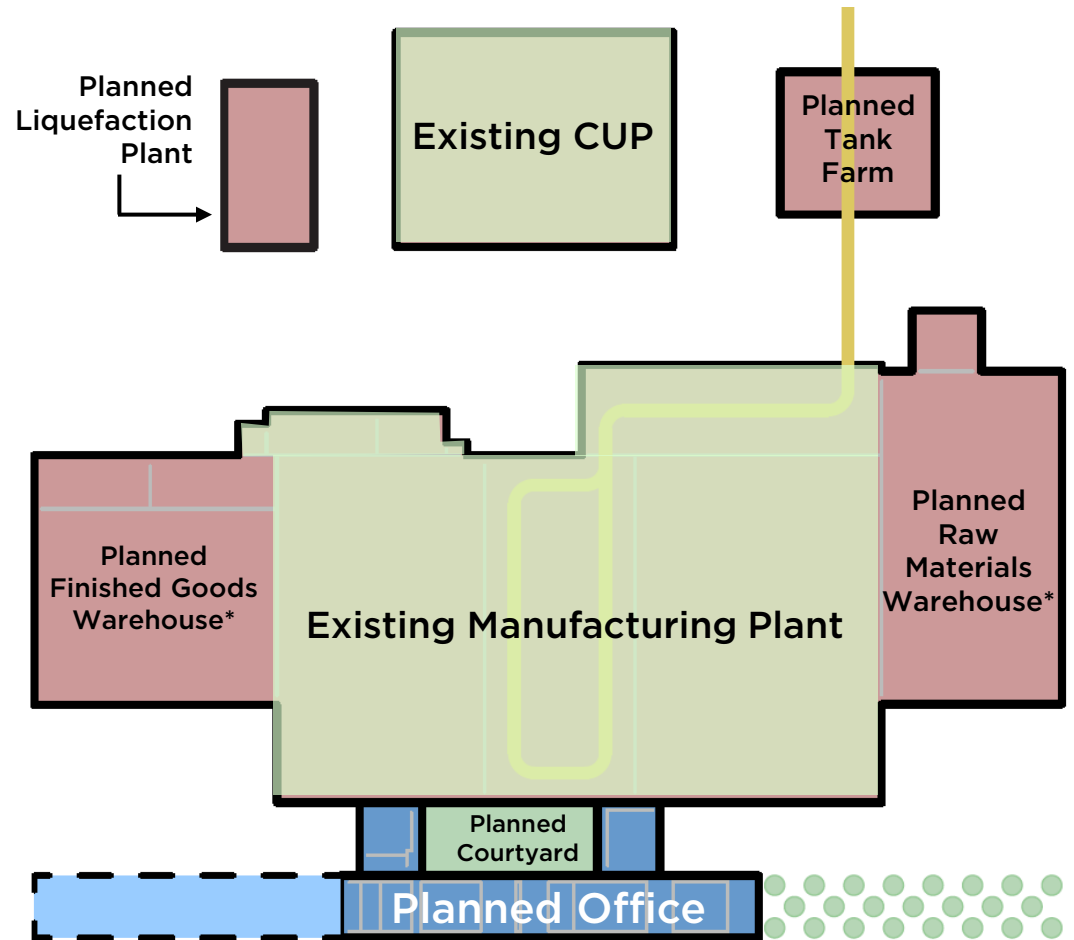 Planned
Liquefaction
Plant
Existing CUP
Planned
Tank
Farm
Planned
Finished Goods
Warehouse*
Existing Manufacturing Plant
Planned
Raw
Materials
Warehouse*
Planned
Courtyard
Planned Office